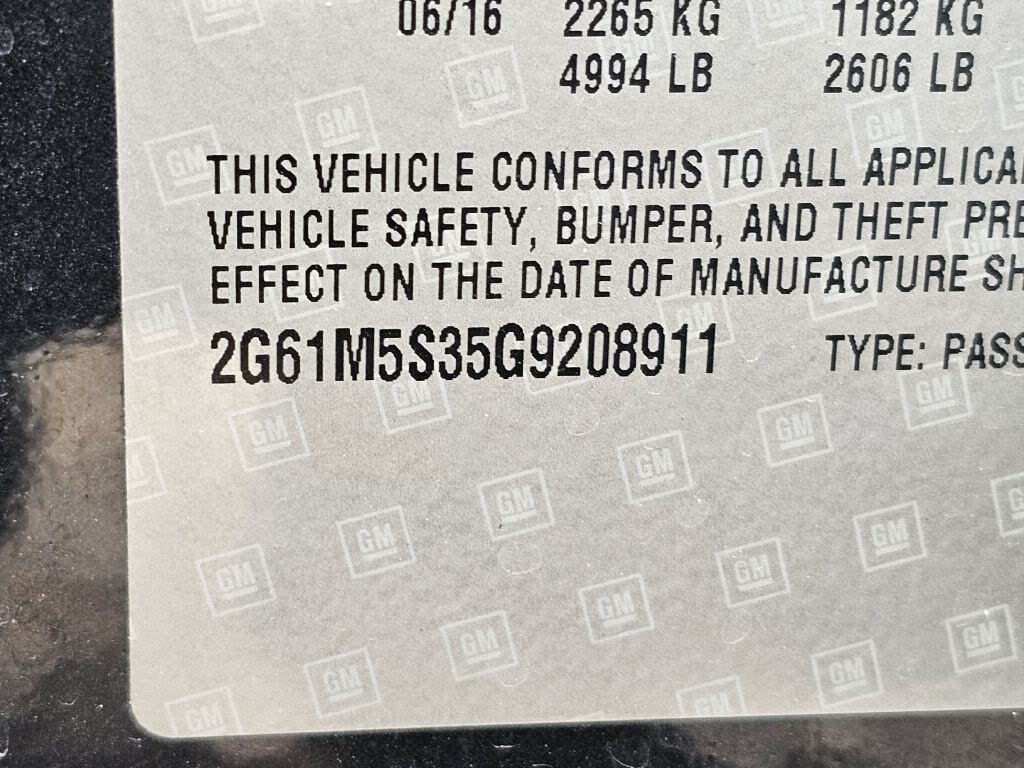 06/16 2265 KG 1182 KG
4994 LB 2606 LB
THIS VEHICLE CONFORMS TO ALL APPLICA
VEHICLE SAFETY, BUMPER, AND THEFT PRE
EFFECT ON THE DATE OF MANUFACTURE SH
2G61M5S35G9208911 TYPE: PASS
GM